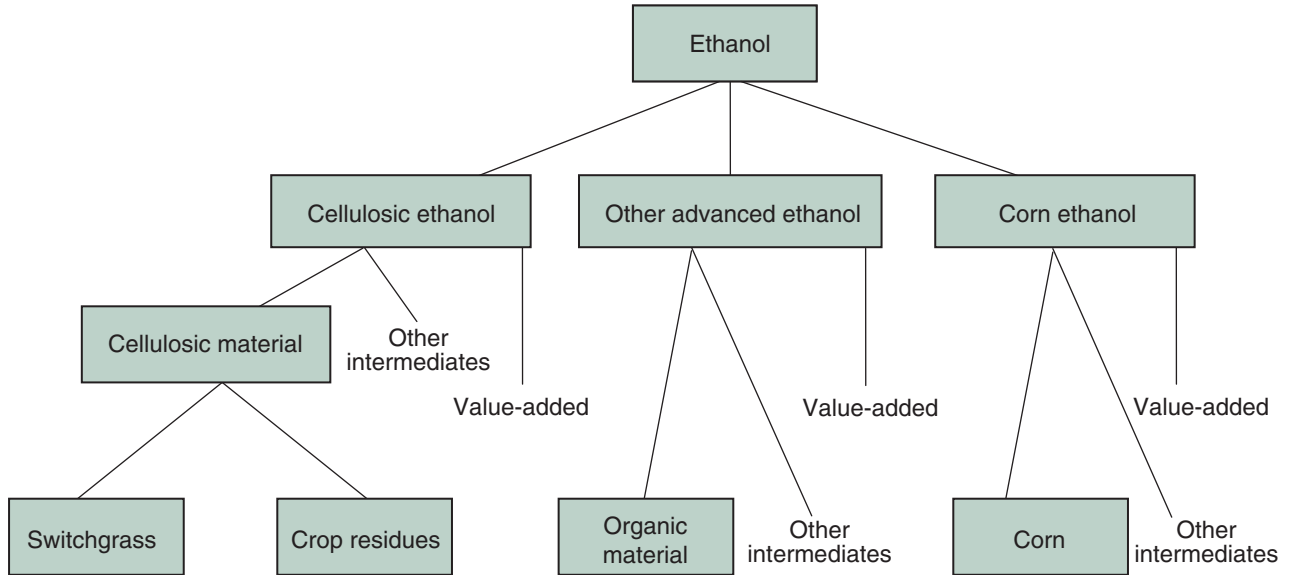 Ethanol
Cellulosic ethanol
Other advanced ethanol
Corn ethanol
Cellulosic material
Other
intermediates
Value-added
Value-added
Value-added
Switchgrass
Crop residues
Organic
material
Other
intermediates
Corn
Other
intermediates